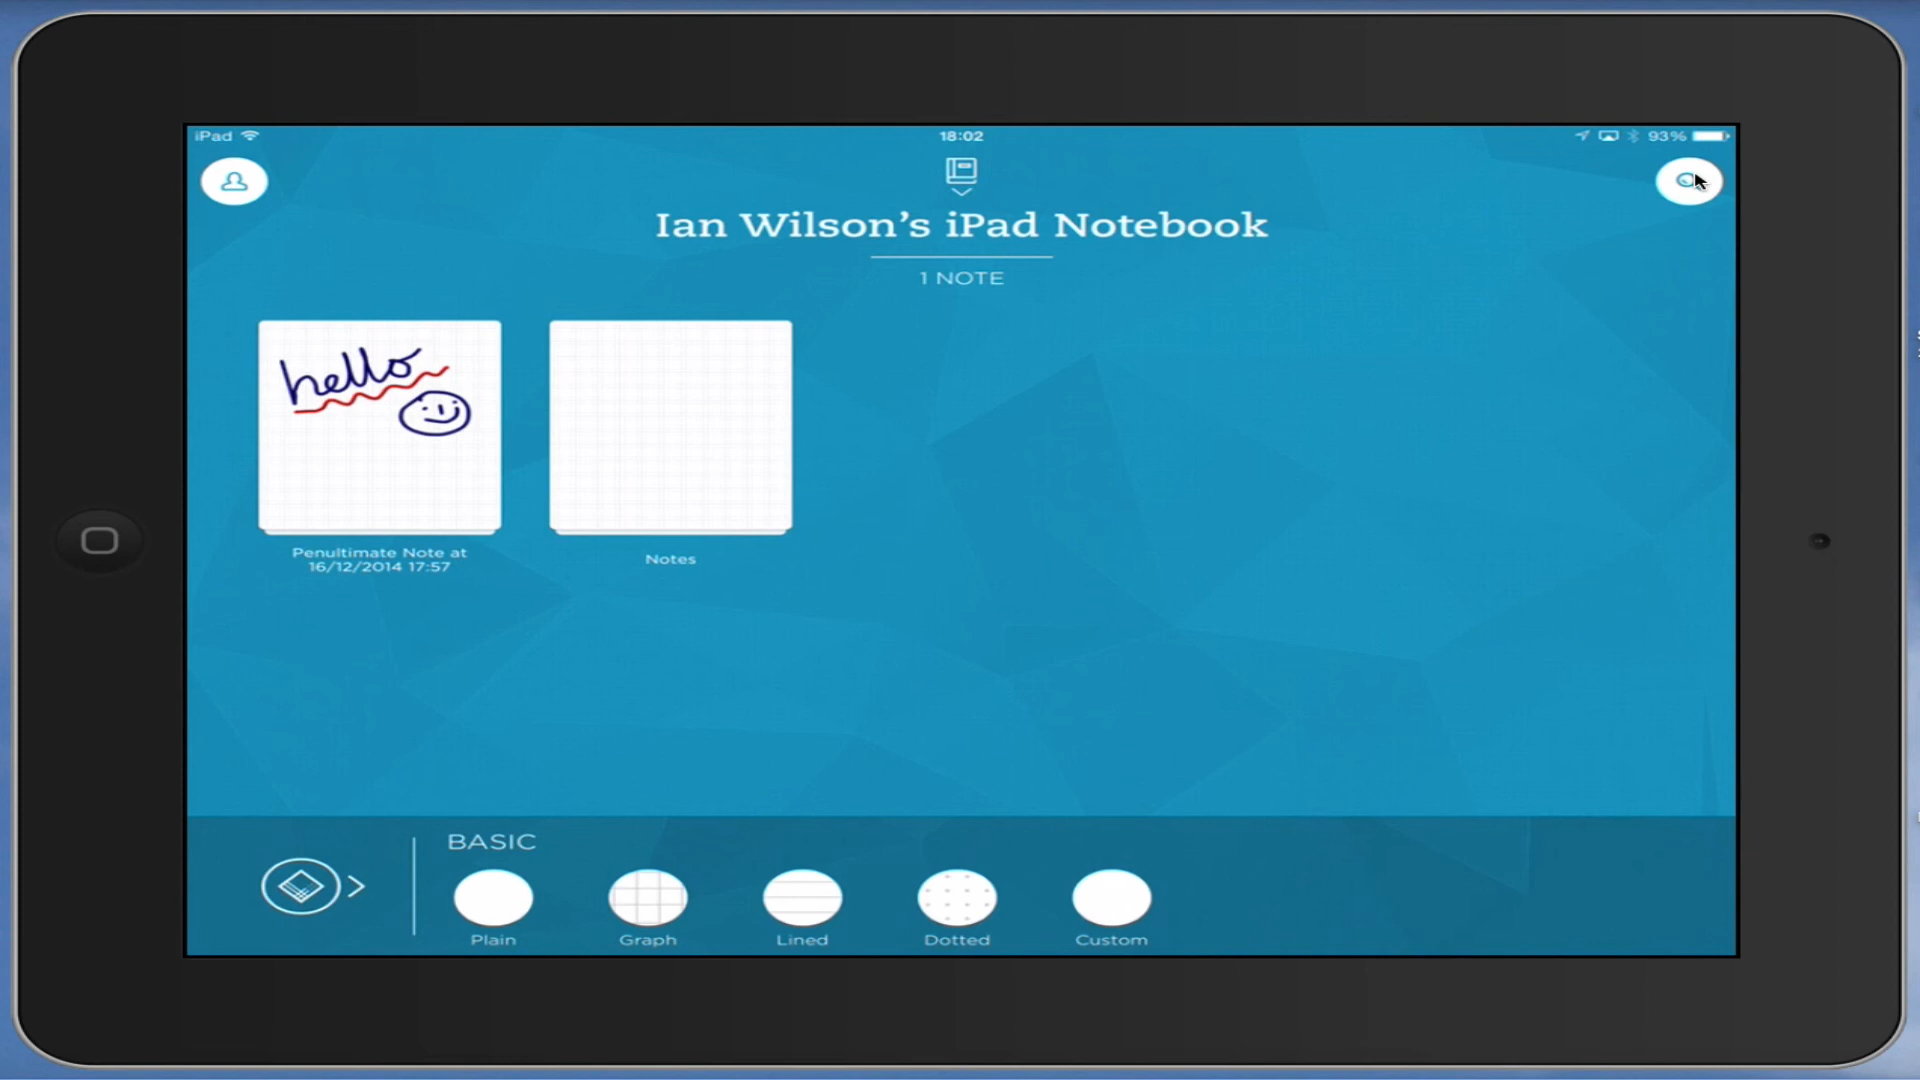 iPad
18:02
93%
Ian Wilson’s iPad Notebook
1 NOTE
hello
Penultimate Note at
16/12/2014 17:57
Notes
BASIC
Plain
Graph
Lined
Dotted
Custom